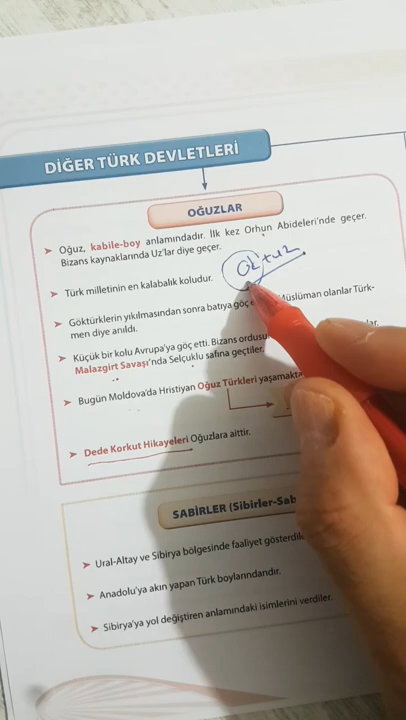 DİĞER TÜRK DEVLETLERİ
OĞUZLAR
➤ Oğuz, kabile-boy anlamındadır. İlk kez Orhun Abideleri'nde geçer.
Bizans kaynaklarında Uz'lar diye geçer.
Ok+uz
➤ Türk milletinin en kalabalık koludur.
➤ Göktürklerin yıkılmasından sonra batıya göç Müslüman olanlar Türk-
men diye anıldı.
➤ Küçük bir kolu Avrupa'ya göç etti. Bizans ordusu
Malazgirt Savaşı'nda Selçuklu safına geçtiler.
➤ Bugün Moldova'da Hristiyan Oğuz Türkleri
➤ Dede Korkut Hikayeleri Oğuzlara aittir.
SABİRLER (Sibirler-Sab
➤ Ural-Altay ve Sibirya bölgesinde faaliyet
➤ Anadolu'ya akın yapan Türk boylarındandır.
➤ Sibirya'ya yol değiştiren anlamındaki isimlerini verdiler.